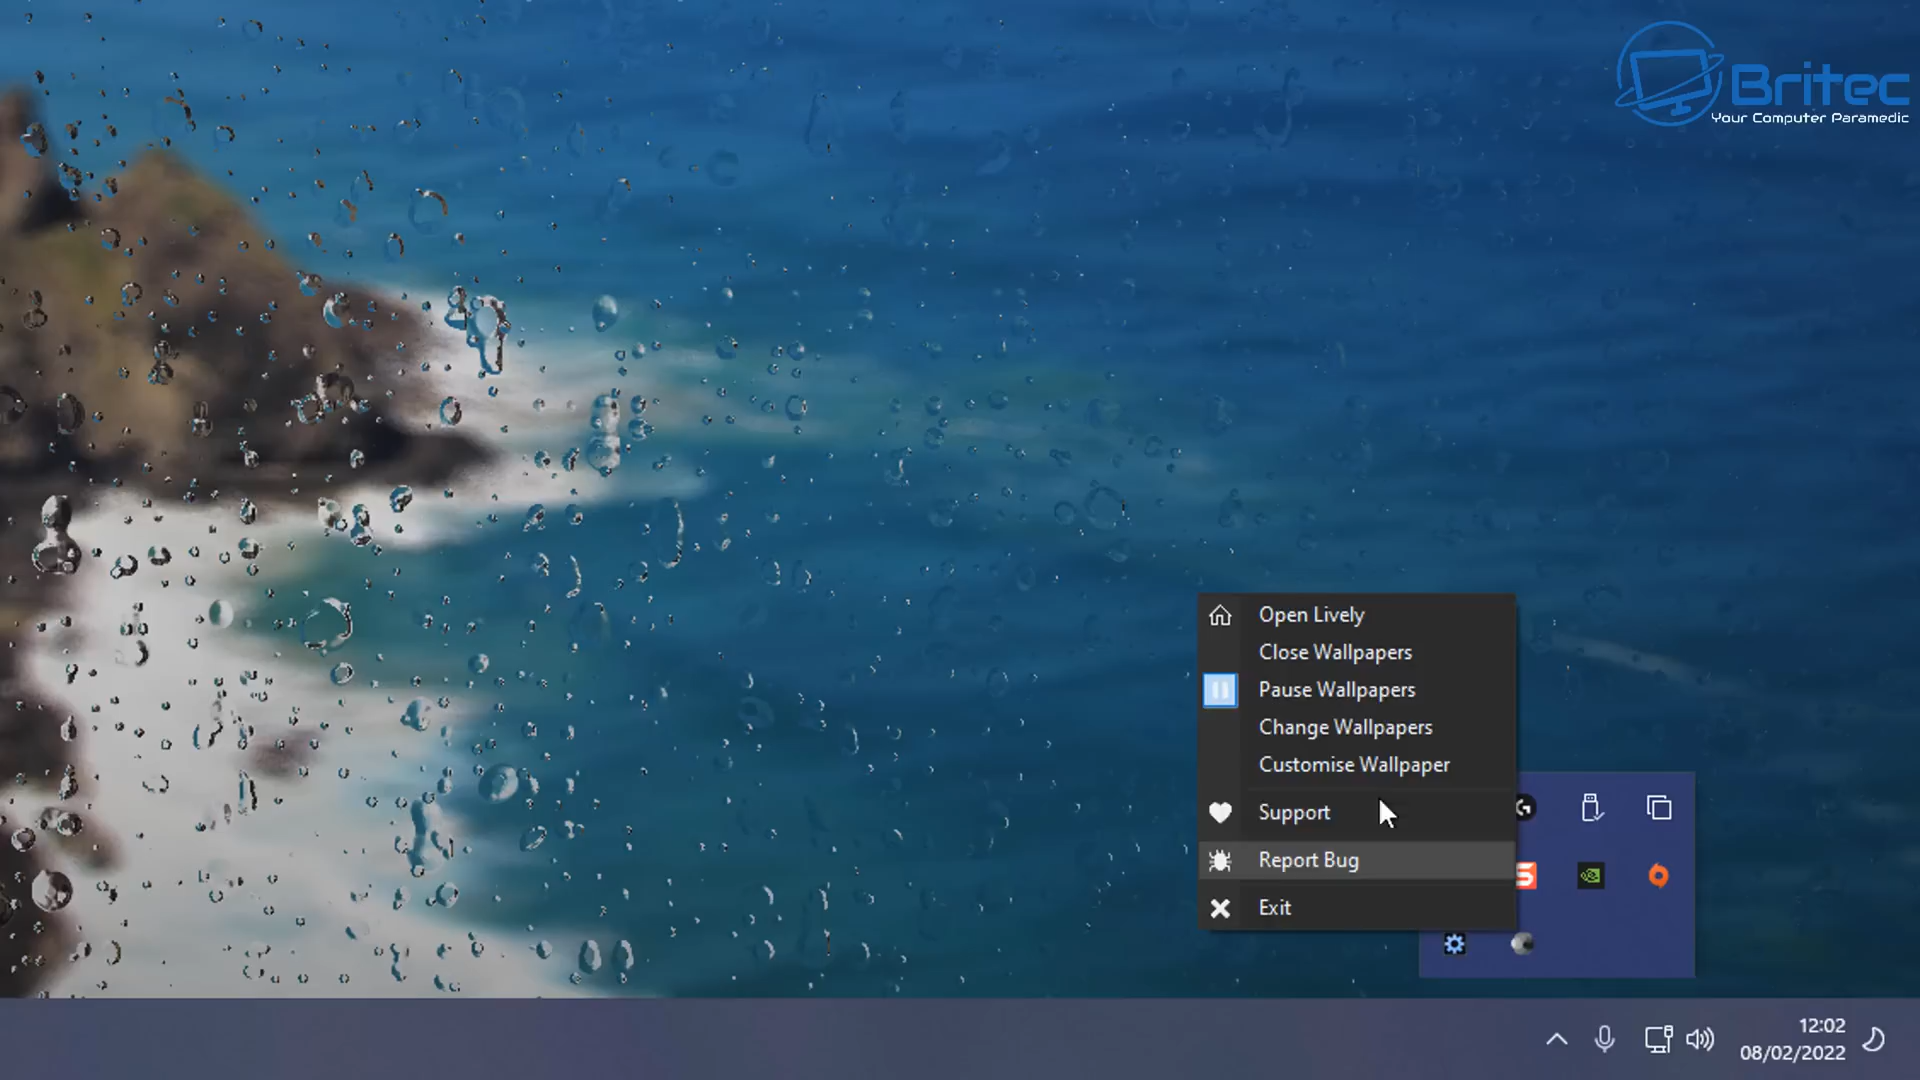 Britec
Your Computer Paramedic
Open Lively
Close Wallpapers
Pause Wallpapers
Change Wallpapers
Customise Wallpaper
Support
Report Bug
Exit
12:02
08/02/2022